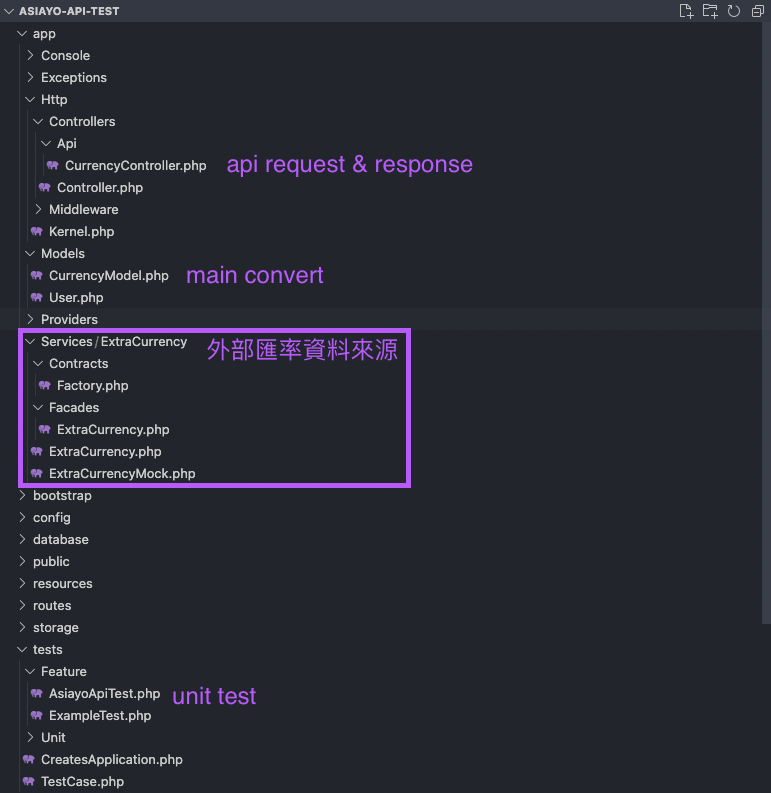 ASIAYO-API-TEST
app
Console
Exceptions
Http
Controllers
Api
CurrencyController.php api request & response
Controller.php
Middleware
Kernel.php
Models
CurrencyModel.php main convert
User.php
Providers
Services/ExtraCurrency 外部匯率資料來源
Contracts
Factory.php
Facades
ExtraCurrency.php
ExtraCurrency.php
ExtraCurrencyMock.php
bootstrap
config
database
public
resources
routes
storage
tests
Feature
AsiayoApiTest.php unit test
ExampleTest.php
Unit
CreatesApplication.php
TestCase.php